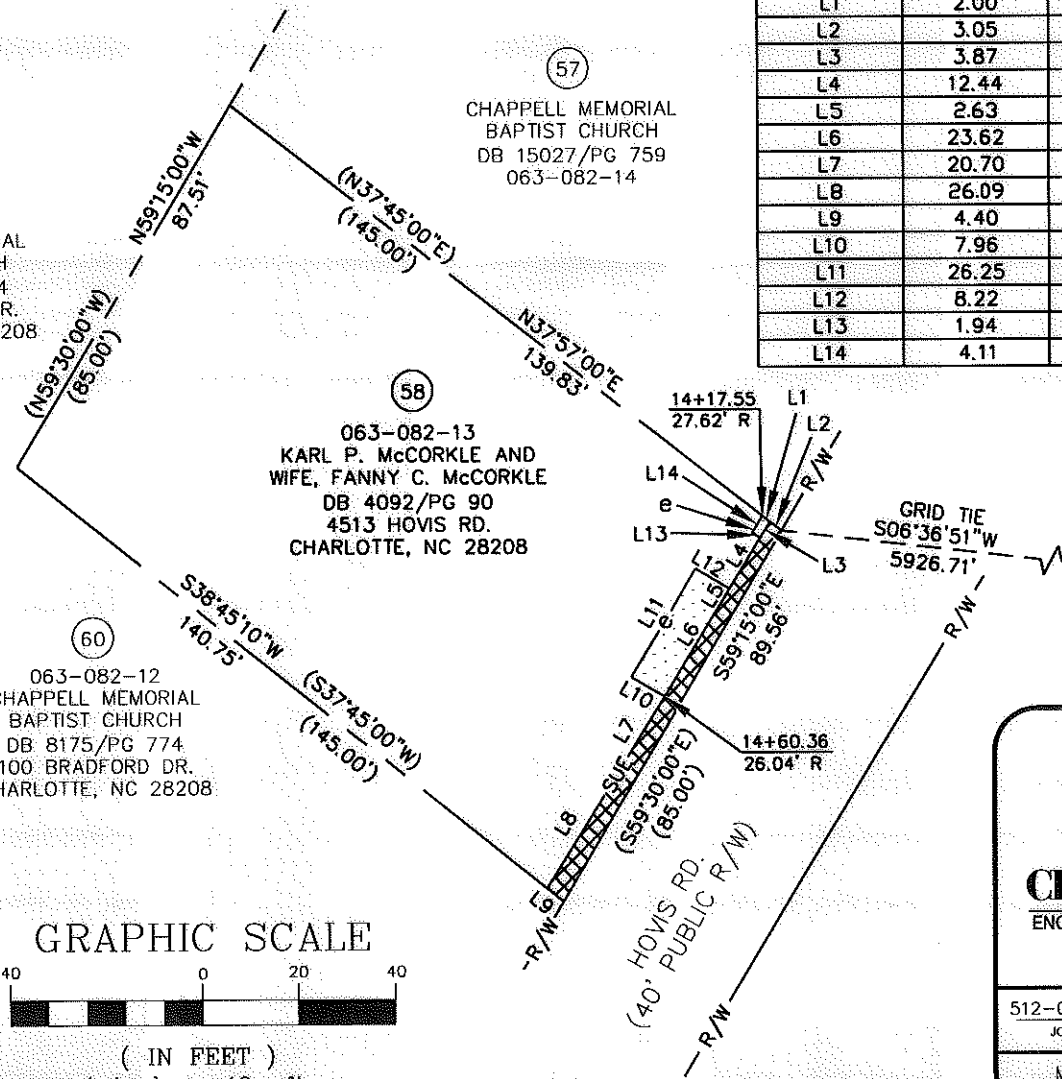 L1 2.00
L2 3.05
L3 3.87
L4 12.44
L5 2.63
L6 23.62
L7 20.70
L8 26.09
L9 4.40
L10 7.96
L11 26.25
L12 8.22
L13 1.94
L14 4.11
57
CHAPPELL MEMORIAL
BAPTIST CHURCH
DB 15027/PG 759
063-082-14
N59°15'00"W
87.51'
(N59°30'00"W)
(85.00')
AL
H
4
R.
208
(N37°45'00"E)
(145.00')
N37°57'00"E
139.83'
58
063-082-13
KARL P. McCORKLE AND
WIFE, FANNY C. McCORKLE
DB 4092/PG 90
4513 HOVIS RD.
CHARLOTTE, NC 28208
14+17.55
27.62' R
L1
L2
R/W
L14
e
L13
L3
L4
L12
L5
L11
e
L6
L10
L7
SUE
L8
L9
GRID TIE
S06°36'51"W
5926.71'
R/W
S59°15'00"E
89.56'
(S59°30'00"E)
(85.00')
14+60.36
26.04' R
S38°45'10"W
140.75'
(S37°45'00"W)
(145.00')
60
063-082-12
CHAPPELL MEMORIAL
BAPTIST CHURCH
DB 8175/PG 774
100 BRADFORD DR.
CHARLOTTE, NC 28208
-R/W
HOVIS RD.
(40' PUBLIC R/W)
R/W
GRAPHIC SCALE
40 0 20 40
( IN FEET )
ENG
512-0